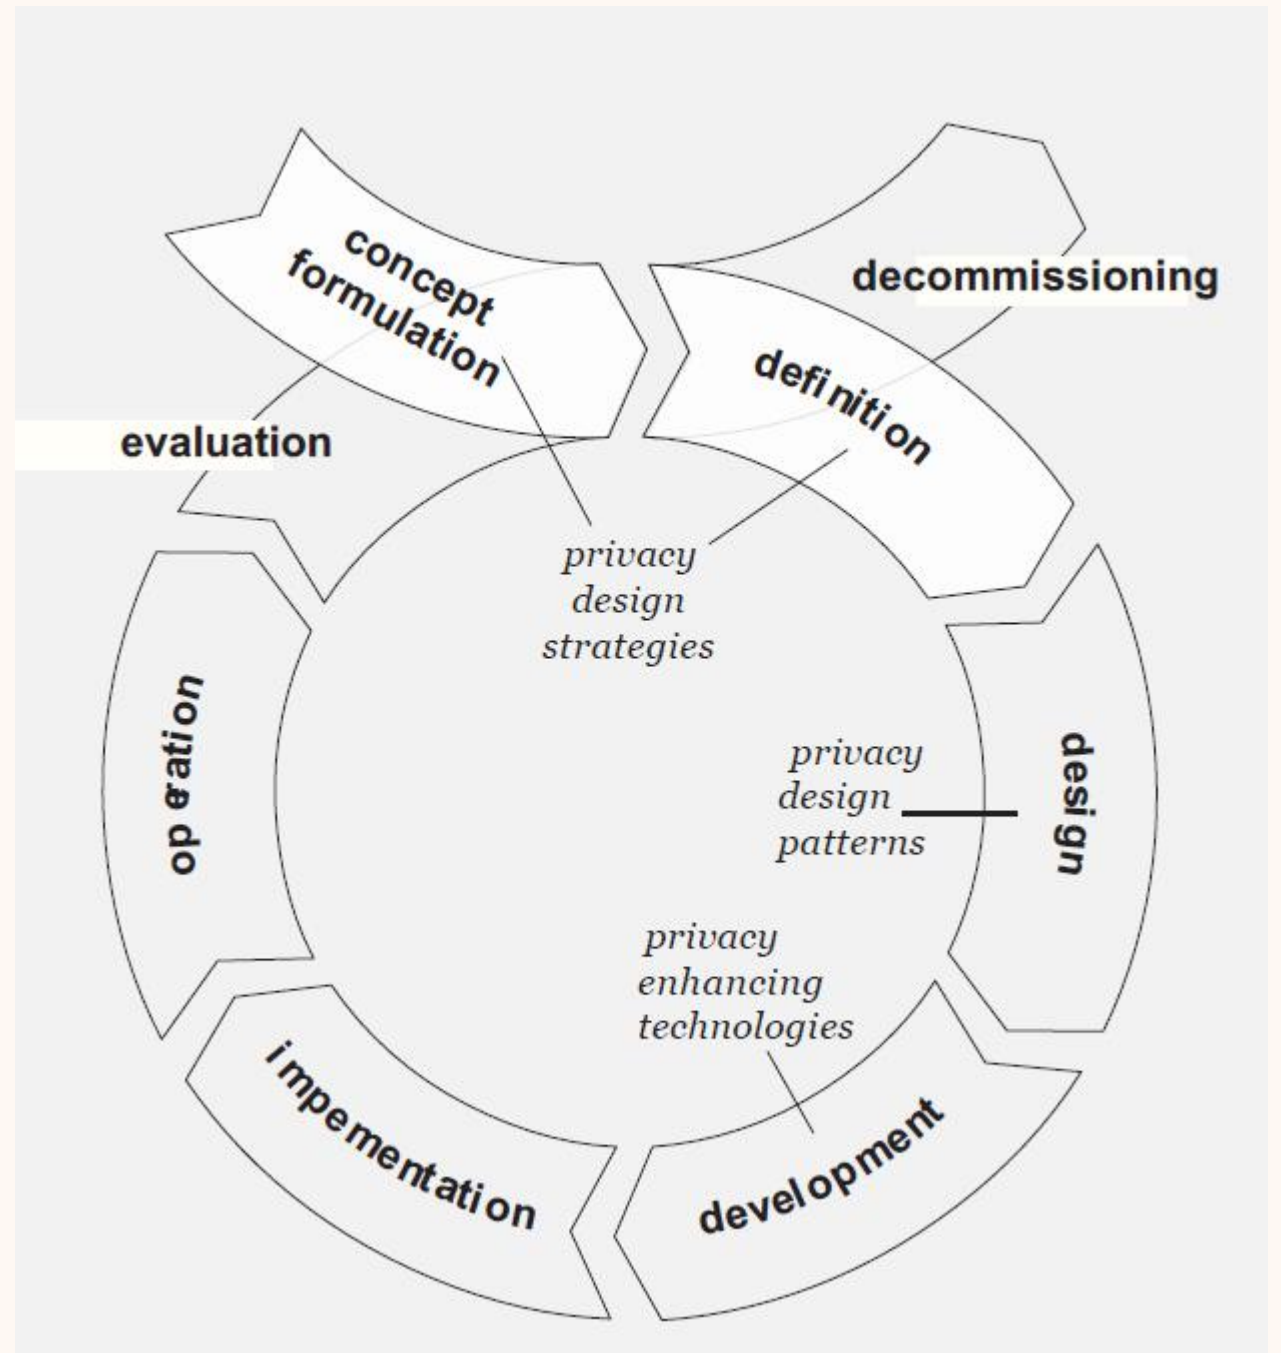 concept
formulation
decommissioning
definition
evaluation
privacy
design
strategies
operation
design
privacy
design
patterns
privacy
enhancing
technologies
impementation
development